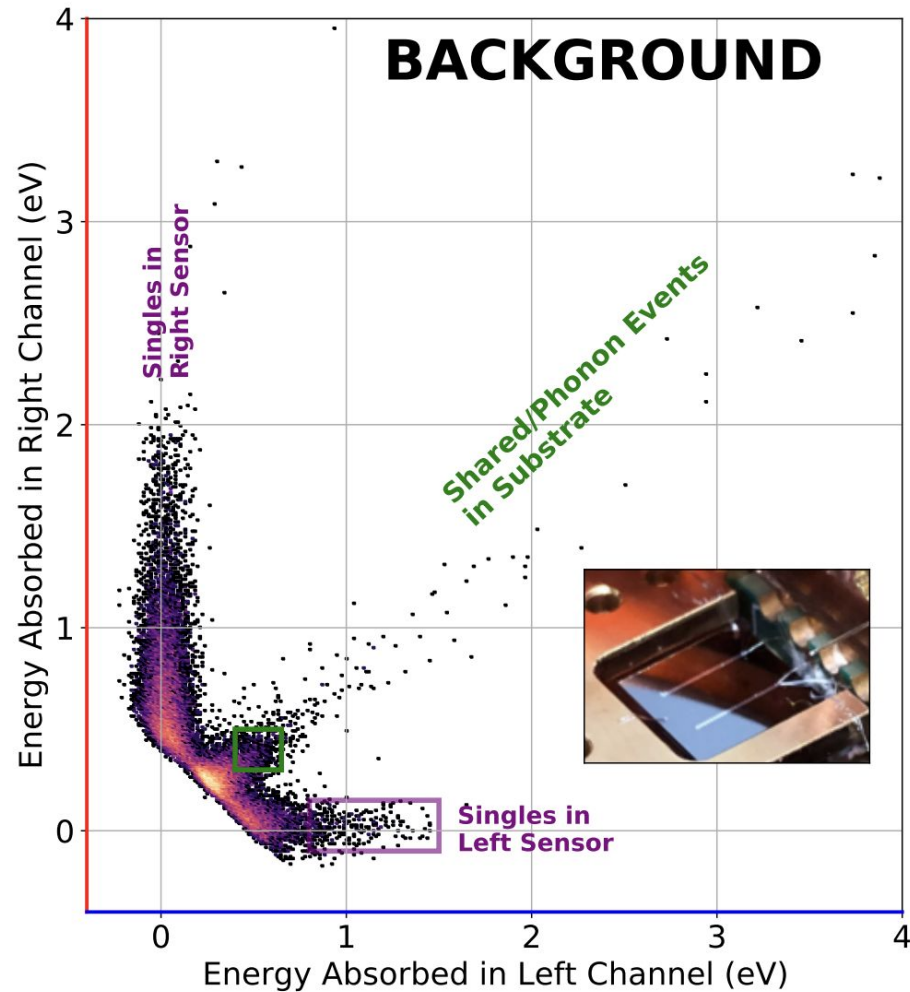 BACKGROUND
4
3
2
1
0
Energy Absorbed in Right Channel (eV)
Singles in
Right Sensor
Shared/Phonon Events
in Substrate
Singles in
Left Sensor
0
1
2
3
4
Energy Absorbed in Left Channel (eV)